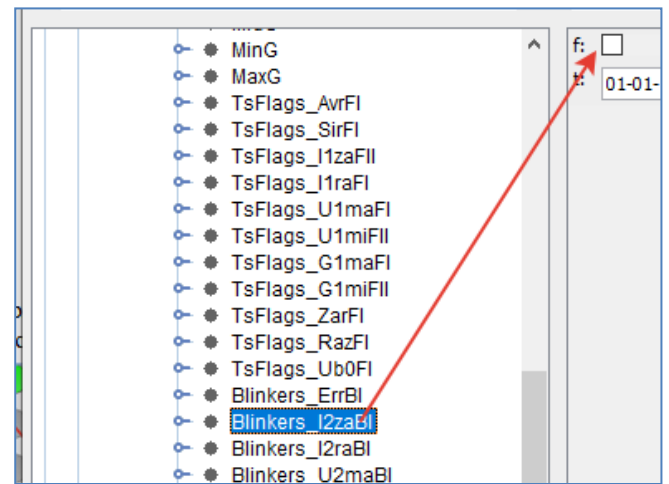 MinG
MaxG
TsFlags_AvrFl
TsFlags_SirFl
TsFlags_I1zaFll
TsFlags_I1raFl
TsFlags_U1maFl
TsFlags_U1miFll
TsFlags_G1maFl
TsFlags_G1miFll
TsFlags_ZarFl
TsFlags_RazFl
TsFlags_Ub0Fl
Blinkers_ErrBl
Blinkers_I2zaBl
Blinkers_I2raBl
Blinkers_U2maBl
f:
t: 01-01-